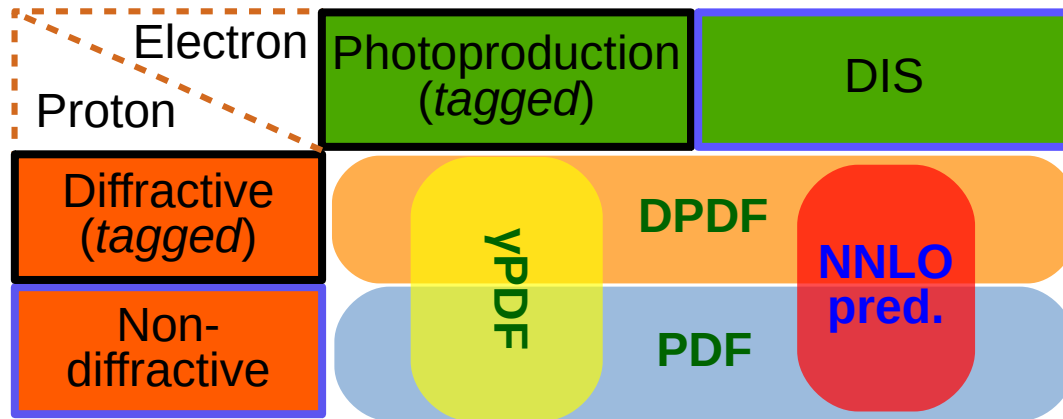 Electron
Proton
Photoproduction
(tagged)
DIS
Diffractive
(tagged)
Non-
diffractive
γPDF
DPDF
PDF
NNLO
pred.